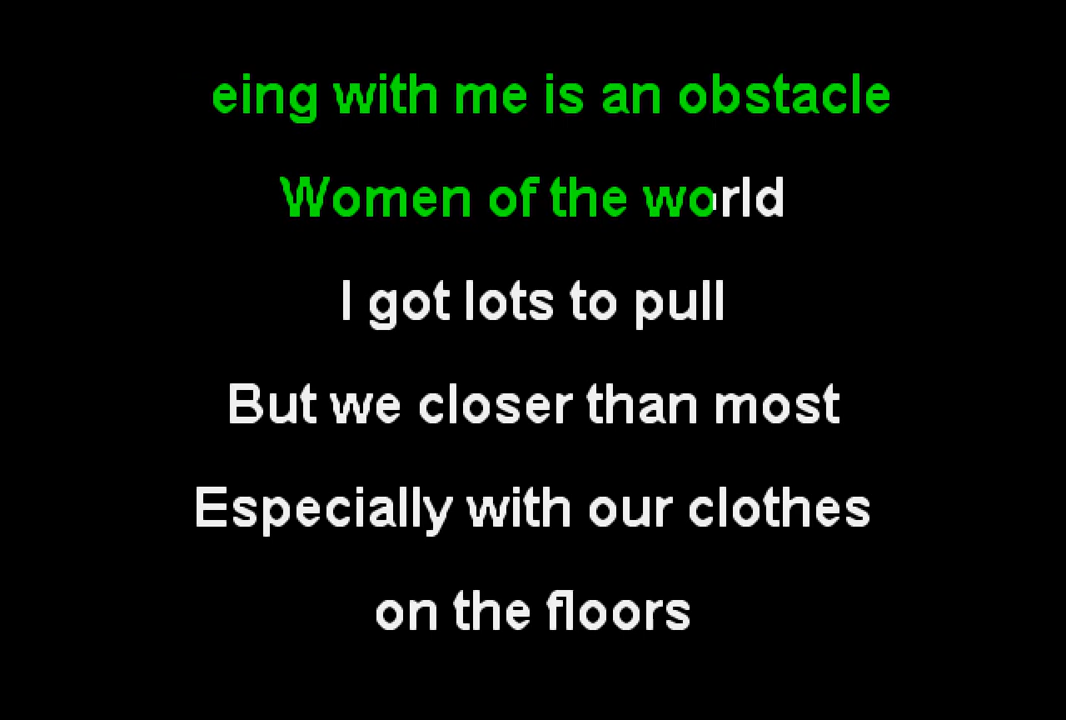 eing with me is an obstacle
Women of the world
I got lots to pull
But we closer than most
Especially with our clothes
on the floors